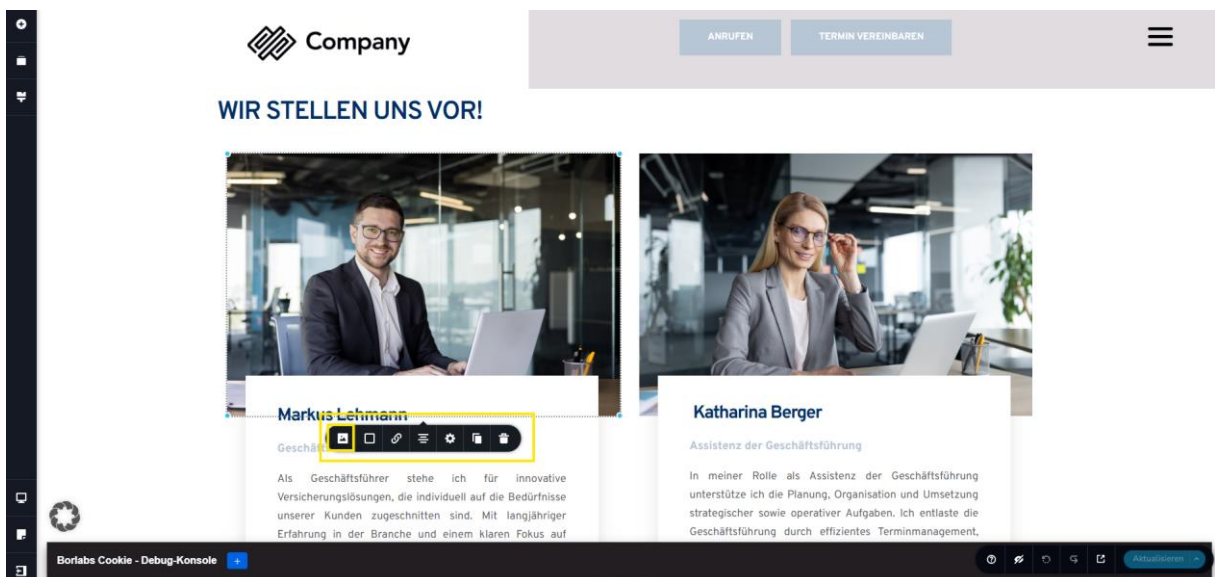 Company
ANRUFEN
TERMIN VEREINBAREN
WIR STELLEN UNS VOR!
Markus Lehmann
Geschäf
Als Geschäftsführer stehe ich für innovative
Versicherungslösungen, die individuell auf die Bedürfnisse
unserer Kunden zugeschnitten sind. Mit langjähriger
Erfahrung in der Branche und einem klaren Fokus auf
Katharina Berger
Assistenz der Geschäftsführung
In meiner Rolle als Assistenz der Geschäftsführung
unterstütze ich die Planung, Organisation und Umsetzung
strategischer sowie operativer Aufgaben. Ich entlaste die
Geschäftsführung durch effizientes Terminmanagement,
Borlabs Cookie - Debug-Konsole
Aktualisieren